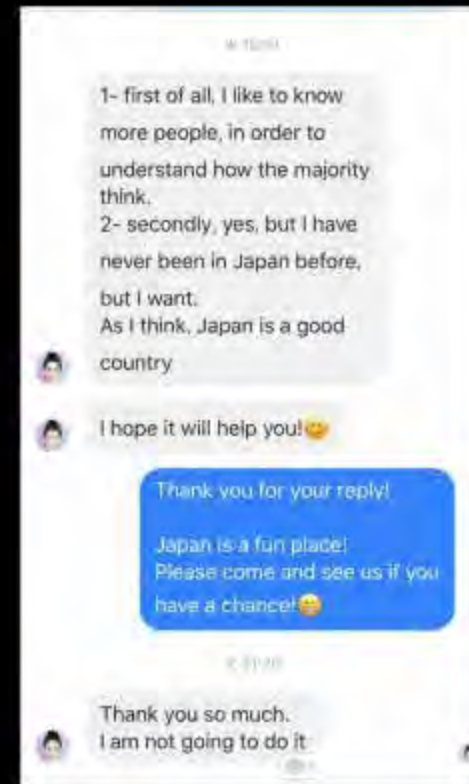 1- first of all, I like to know
more people, in order to
understand how the majority
think.
2- secondly, yes, but I have
never been in Japan before,
but I want.
As I think, Japan is a good
country
I hope it will help you!😊
Thank you for your reply!
Japan is a fun place!
Please come and see us if you
have a chance!😁
Thank you so much.
I am not going to do it